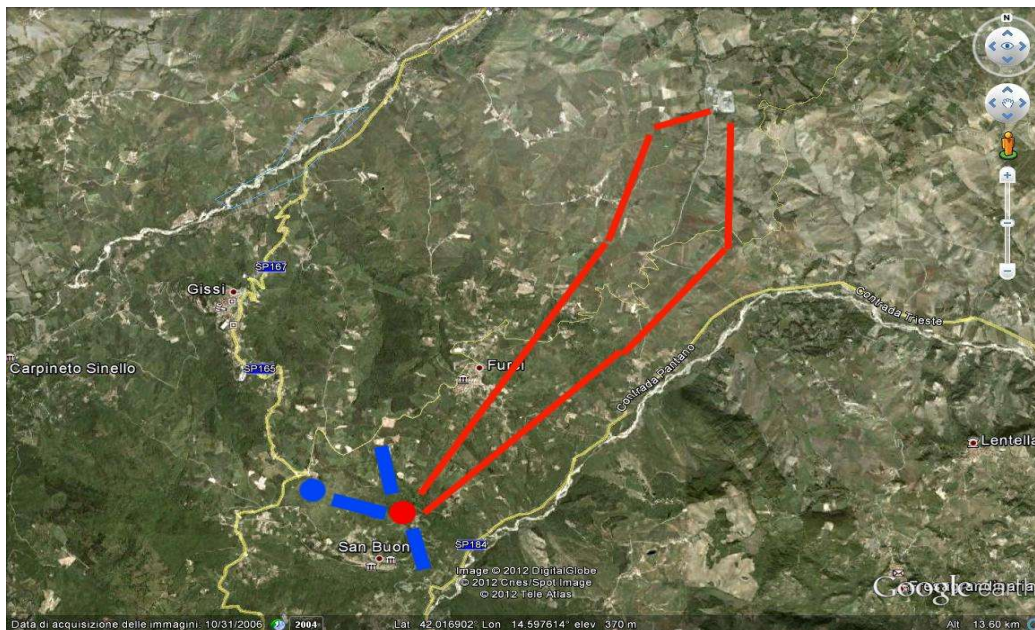 N
SP167
Gissi
Contrada Trieste
Carpineto Sinello
SP165
Furci
Contrada Pantano
Lentella
San Buon
SP184
Image © 2012 DigitalGlobe
© 2012 Cnes/Spot Image
© 2012 Tele Atlas
Google earth
Data di acquisizione delle immagini 10/31/2006 2004 Lat 42.016902° Lon 14.597614° elev 370 m Alt 13.60 km